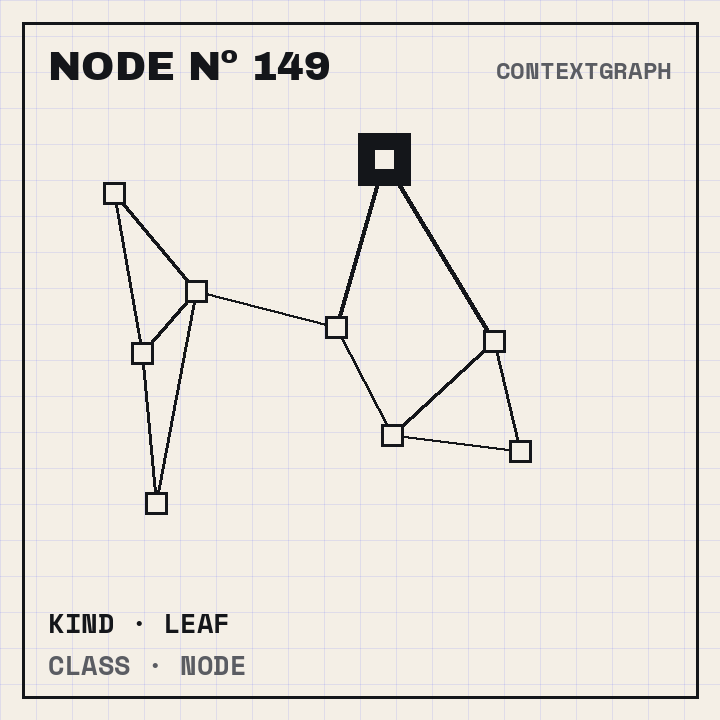 NODE Nº 149
CONTEXTGRAPH
KIND · LEAF
CLASS · NODE